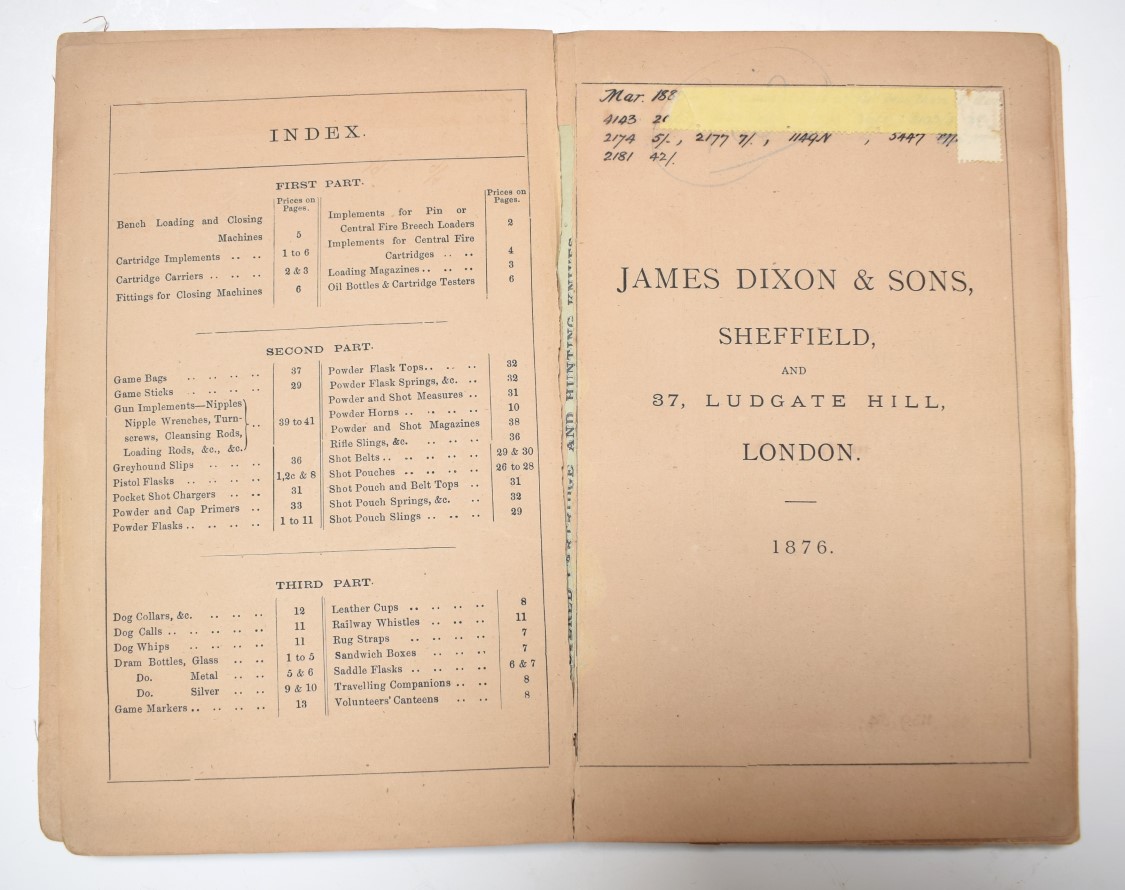 INDEX.
FIRST PART.
Prices on Pages.
Bench Loading and Closing
Machines 5
Cartridge Implements .. .. 1 to 6
Cartridge Carriers .. .. .. 2 & 3
Fittings for Closing Machines 6
Prices on Pages.
Implements for Pin or
Central Fire Breech Loaders 2
Implements for Central Fire
Cartridges .. .. 4
Loading Magazines .. .. .. 3
Oil Bottles & Cartridge Testers 6
SECOND PART.
Game Bags .. .. .. .. 37
Game Sticks .. .. .. .. 29
Gun Implements—Nipples
Nipple Wrenches, Turn-
screws, Cleansing Rods, .. 39 to 41
Loading Rods, &c., &c.
Greyhound Slips .. .. .. 36
Pistol Flasks .. .. .. .. 1,2c & 8
Pocket Shot Chargers .. .. 31
Powder and Cap Primers .. 33
Powder Flasks .. .. .. .. 1 to 11
Powder Flask Tops .. .. .. 32
Powder Flask Springs, &c. .. 32
Powder and Shot Measures .. 31
Powder Horns .. .. .. .. 10
Powder and Shot Magazines 38
Rifle Slings, &c. .. .. .. 36
Shot Belts .. .. .. .. .. 29 & 30
Shot Pouches .. .. .. .. 26 to 28
Shot Pouch and Belt Tops .. 31
Shot Pouch Springs, &c. .. 32
Shot Pouch Slings .. .. .. 29
THIRD PART.
Dog Collars, &c. .. .. .. 12
Dog Calls .. .. .. .. .. 11
Dog Whips .. .. .. .. 11
Dram Bottles, Glass .. .. 1 to 5
Do. Metal .. .. 5 & 6
Do. Silver .. .. 9 & 10
Game Markers .. .. .. .. 13
Leather Cups .. .. .. .. 8
Railway Whistles .. .. .. 11
Rug Straps .. .. .. .. 7
Sandwich Boxes .. .. .. 7
Saddle Flasks .. .. .. .. 6 & 7
Travelling Companions .. .. 8
Volunteers' Canteens .. .. 8
AND HUNTING KNIVES
Mar. 188
4143 2
2174 5/-, 2177 7/., 1149N , 5447
2181 42/.
JAMES DIXON & SONS,
SHEFFIELD,
AND
37, LUDGATE HILL,
LONDON.
1876.